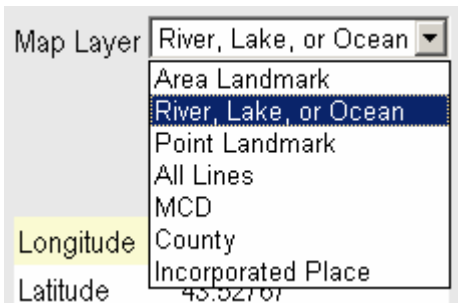 Map Layer River, Lake, or Ocean
Area Landmark
River, Lake, or Ocean
Point Landmark
All Lines
MCD
Longitude County
Incorporated Place
Latitude